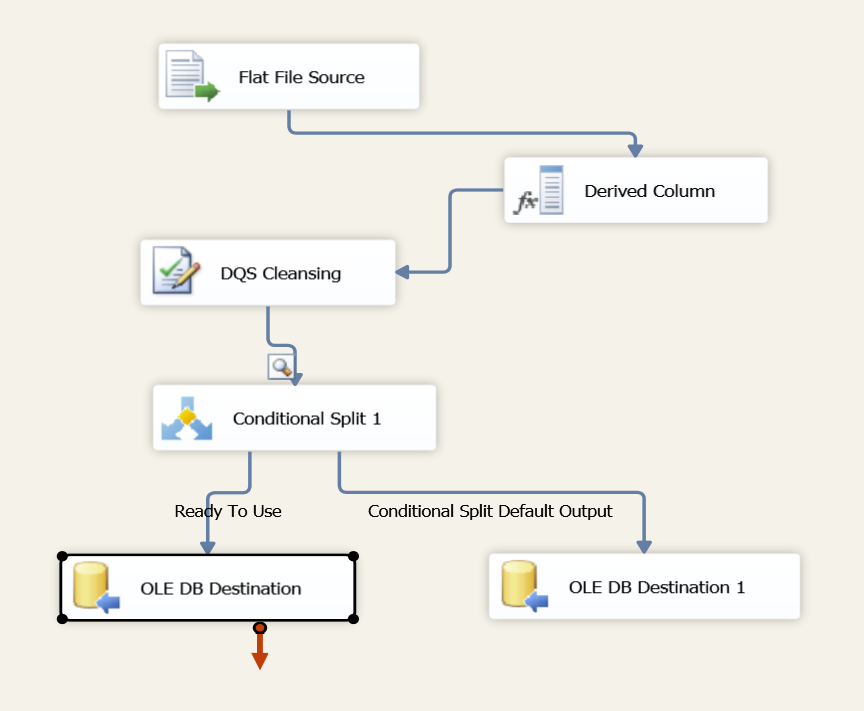 Flat File Source
fx
Derived Column
DQS Cleansing
Conditional Split 1
Ready To Use
Conditional Split Default Output
OLE DB Destination
OLE DB Destination 1